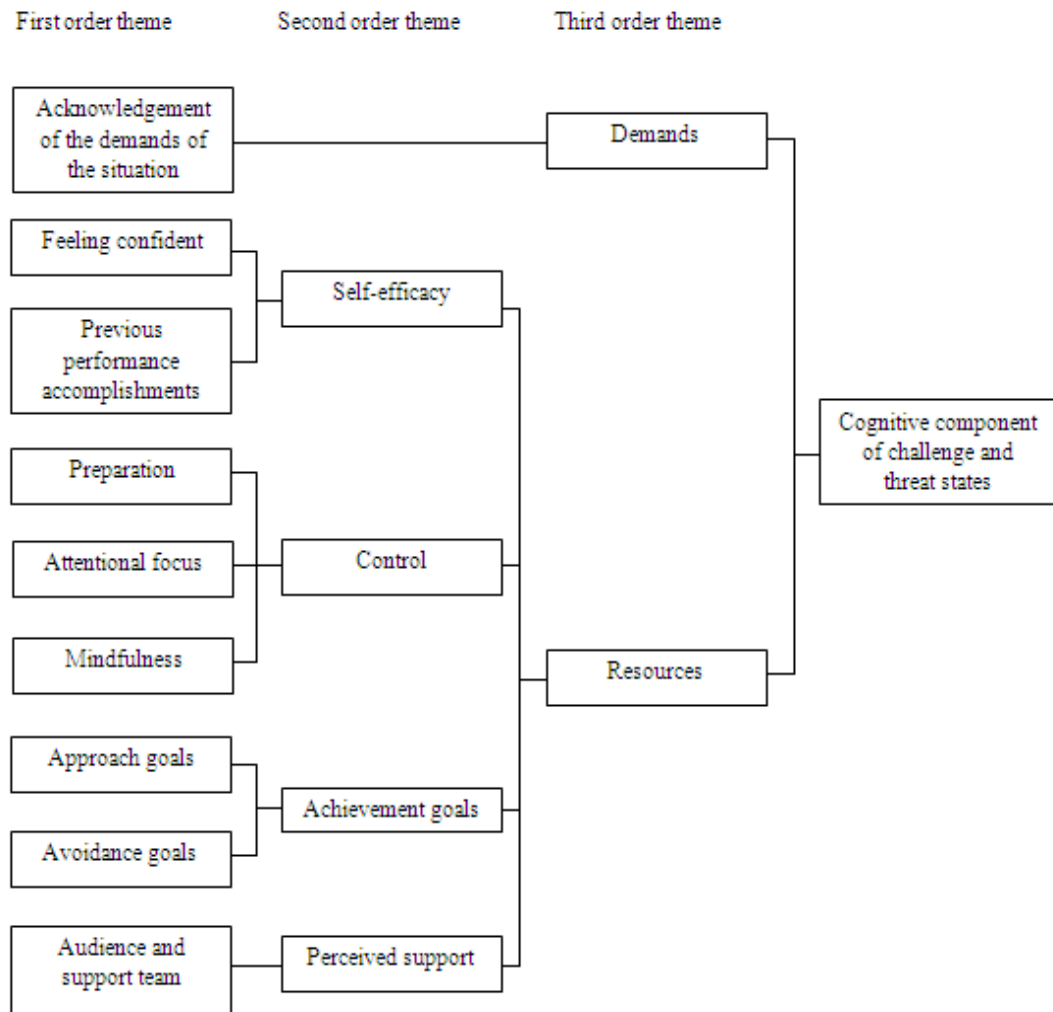 First order theme
Second order theme
Third order theme
Acknowledgement
of the demands of
the situation
Demands
Feeling confident
Self-efficacy
Previous
performance
accomplishments
Cognitive component
of challenge and
threat states
Preparation
Attentional focus
Control
Mindfulness
Resources
Approach goals
Achievement goals
Avoidance goals
Audience and
support team
Perceived support